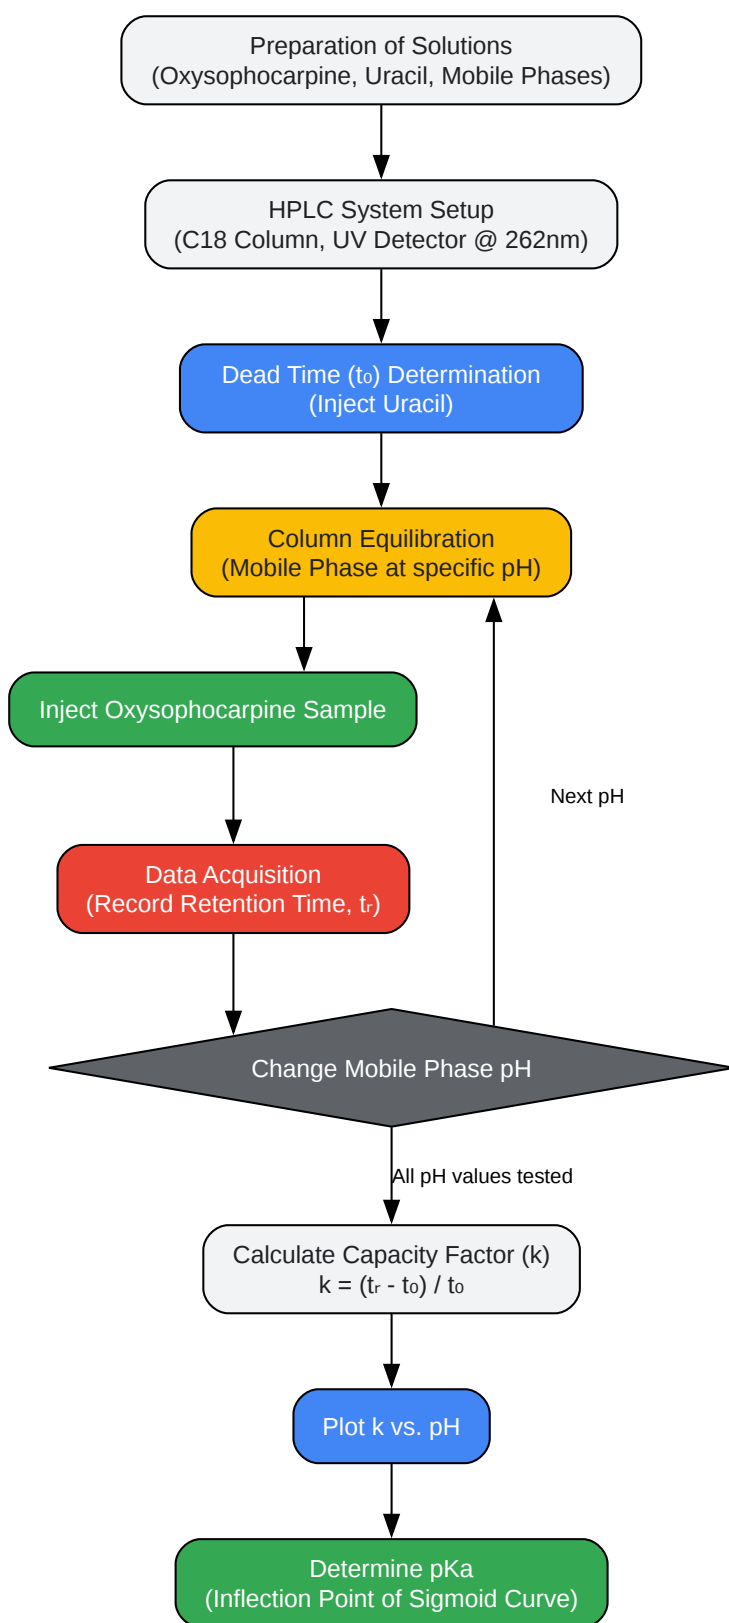 Preparation of Solutions
(Oxysophocarpine, Uracil, Mobile Phases)
HPLC System Setup
(C18 Column, UV Detector @ 262nm)
Dead Time (t₀) Determination
(Inject Uracil)
Column Equilibration
(Mobile Phase at specific pH)
Inject Oxysophocarpine Sample
Next pH
Data Acquisition
(Record Retention Time, tᵣ)
Change Mobile Phase pH
All pH values tested
Calculate Capacity Factor (k)
k = (tᵣ - t₀) / t₀
Plot k vs. pH
Determine pKa
(Inflection Point of Sigmoid Curve)